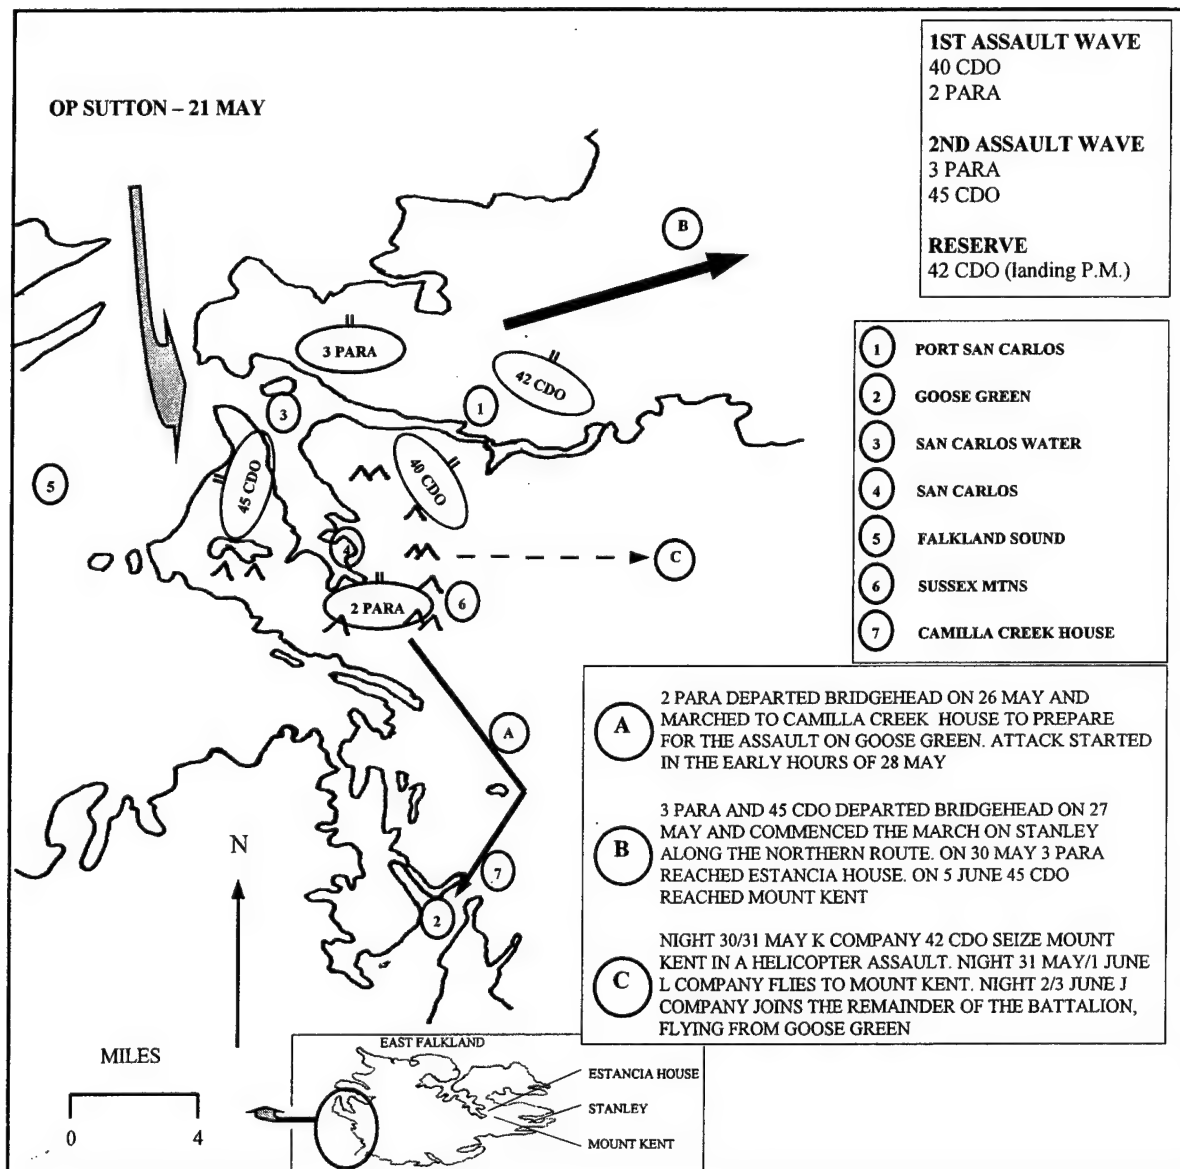 OP SUTTON – 21 MAY
1ST ASSAULT WAVE
40 CDO
2 PARA
2ND ASSAULT WAVE
3 PARA
45 CDO
RESERVE
42 CDO (landing P.M.)
B
3 PARA
42 CDO
1
3
45 CDO
40 CDO
5
4
C
2 PARA
6
A
7
2
N
MILES
0 4
1 PORT SAN CARLOS
2 GOOSE GREEN
3 SAN CARLOS WATER
4 SAN CARLOS
5 FALKLAND SOUND
6 SUSSEX MTNS
7 CAMILLA CREEK HOUSE
A
2 PARA DEPARTED BRIDGEHEAD ON 26 MAY AND
MARCHED TO CAMILLA CREEK HOUSE TO PREPARE
FOR THE ASSAULT ON GOOSE GREEN. ATTACK STARTED
IN THE EARLY HOURS OF 28 MAY
B
3 PARA AND 45 CDO DEPARTED BRIDGEHEAD ON 27
MAY AND COMMENCED THE MARCH ON STANLEY
ALONG THE NORTHERN ROUTE. ON 30 MAY 3 PARA
REACHED ESTANCIA HOUSE. ON 5 JUNE 45 CDO
REACHED MOUNT KENT
C
NIGHT 30/31 MAY K COMPANY 42 CDO SEIZE MOUNT
KENT IN A HELICOPTER ASSAULT. NIGHT 31 MAY/1 JUNE
L COMPANY FLIES TO MOUNT KENT. NIGHT 2/3 JUNE J
COMPANY JOINS THE REMAINDER OF THE BATTALION,
FLYING FROM GOOSE GREEN
EAST FALKLAND
ESTANCIA HOUSE
STANLEY
MOUNT KENT